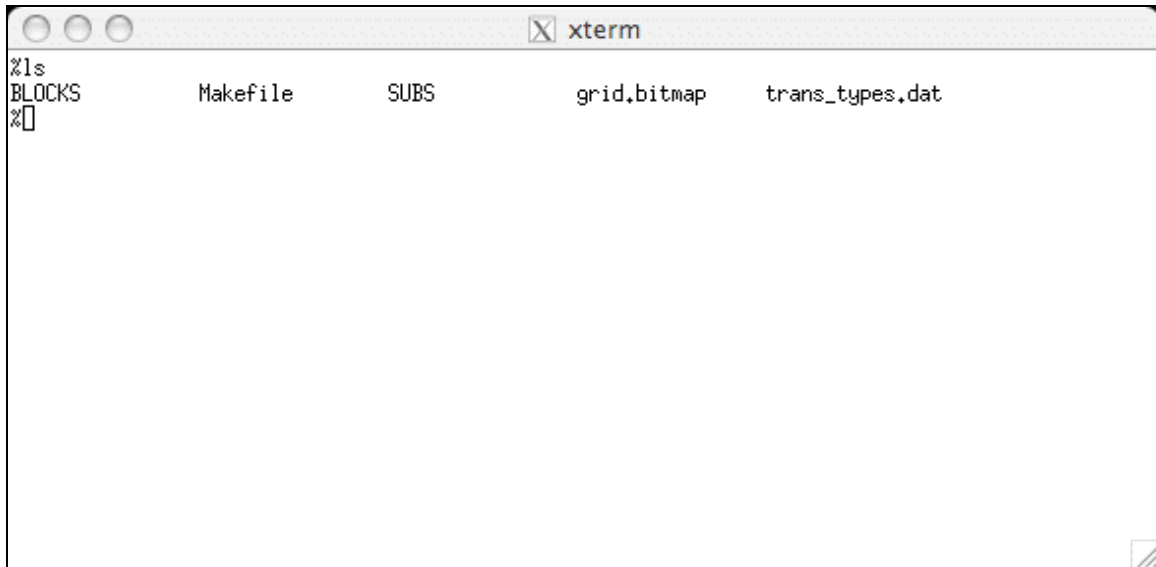 X xterm
%ls
BLOCKS Makefile SUBS grid.bitmap trans_types.dat
%